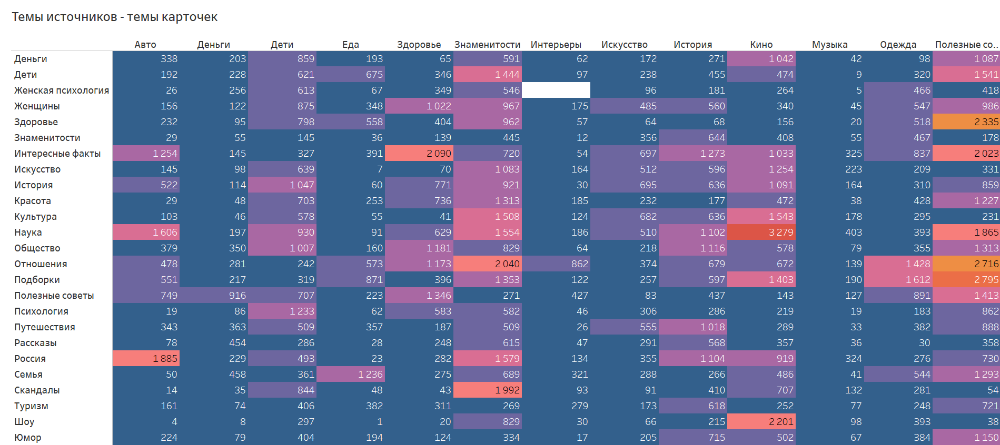 Темы источников - темы карточек
Авто Деньги Дети Еда Здоровье Знаменитости Интерьеры Искусство История Кино Музыка Одежда Полезные со..
Деньги 338 203 859 193 65 591 62 172 271 1 042 42 98 1 087
Дети 192 228 621 675 346 1 444 97 238 455 474 9 320 1 541
Женская психология 26 256 613 67 349 546 96 181 264 5 466 418
Женщины 156 122 875 348 1 022 967 175 485 560 340 45 547 986
Здоровье 232 95 798 558 404 962 57 64 68 156 20 518 2 335
Знаменитости 29 55 145 36 139 445 12 356 644 408 55 467 178
Интересные факты 1 254 145 327 391 2 090 720 54 697 1 273 1 033 325 837 2 023
Искусство 145 98 639 7 70 1 083 164 512 596 1 254 223 209 331
История 522 114 1 047 60 771 921 30 695 636 1 091 164 310 859
Красота 29 48 703 253 736 1 313 185 232 177 472 38 428 1 227
Культура 103 46 578 55 41 1 508 124 682 636 1 543 178 295 231
Наука 1 606 197 930 91 629 1 554 186 510 1 102 3 279 403 393 1 865
Общество 379 350 1 007 160 1 181 829 64 218 1 116 578 79 355 1 313
Отношения 478 281 242 573 1 173 2 040 862 374 679 672 139 1 428 2 716
Подборки 551 217 319 871 396 1 353 122 257 597 1 403 190 1 612 2 795
Полезные советы 749 916 707 223 1 346 271 427 83 437 143 127 891 1 413
Психология 19 86 1 233 62 583 582 46 306 286 219 19 183 862
Путешествия 343 363 509 357 187 509 26 555 1 018 289 33 382 888
Рассказы 78 454 286 28 248 615 47 291 568 357 36 30 358
Россия 1 885 229 493 23 282 1 579 134 355 1 104 919 324 276 730
Семья 50 458 361 1 236 275 689 321 288 266 486 41 544 1 293
Скандалы 14 35 844 48 43 1 992 93 91 410 707 132 281 54
Туризм 161 74 406 382 311 269 279 173 618 252 77 248 721
Шоу 4 8 297 1 20 829 30 66 215 2 201 98 393 38
Юмор 224 79 404 194 124 334 17 205 715 502 67 384 1 150